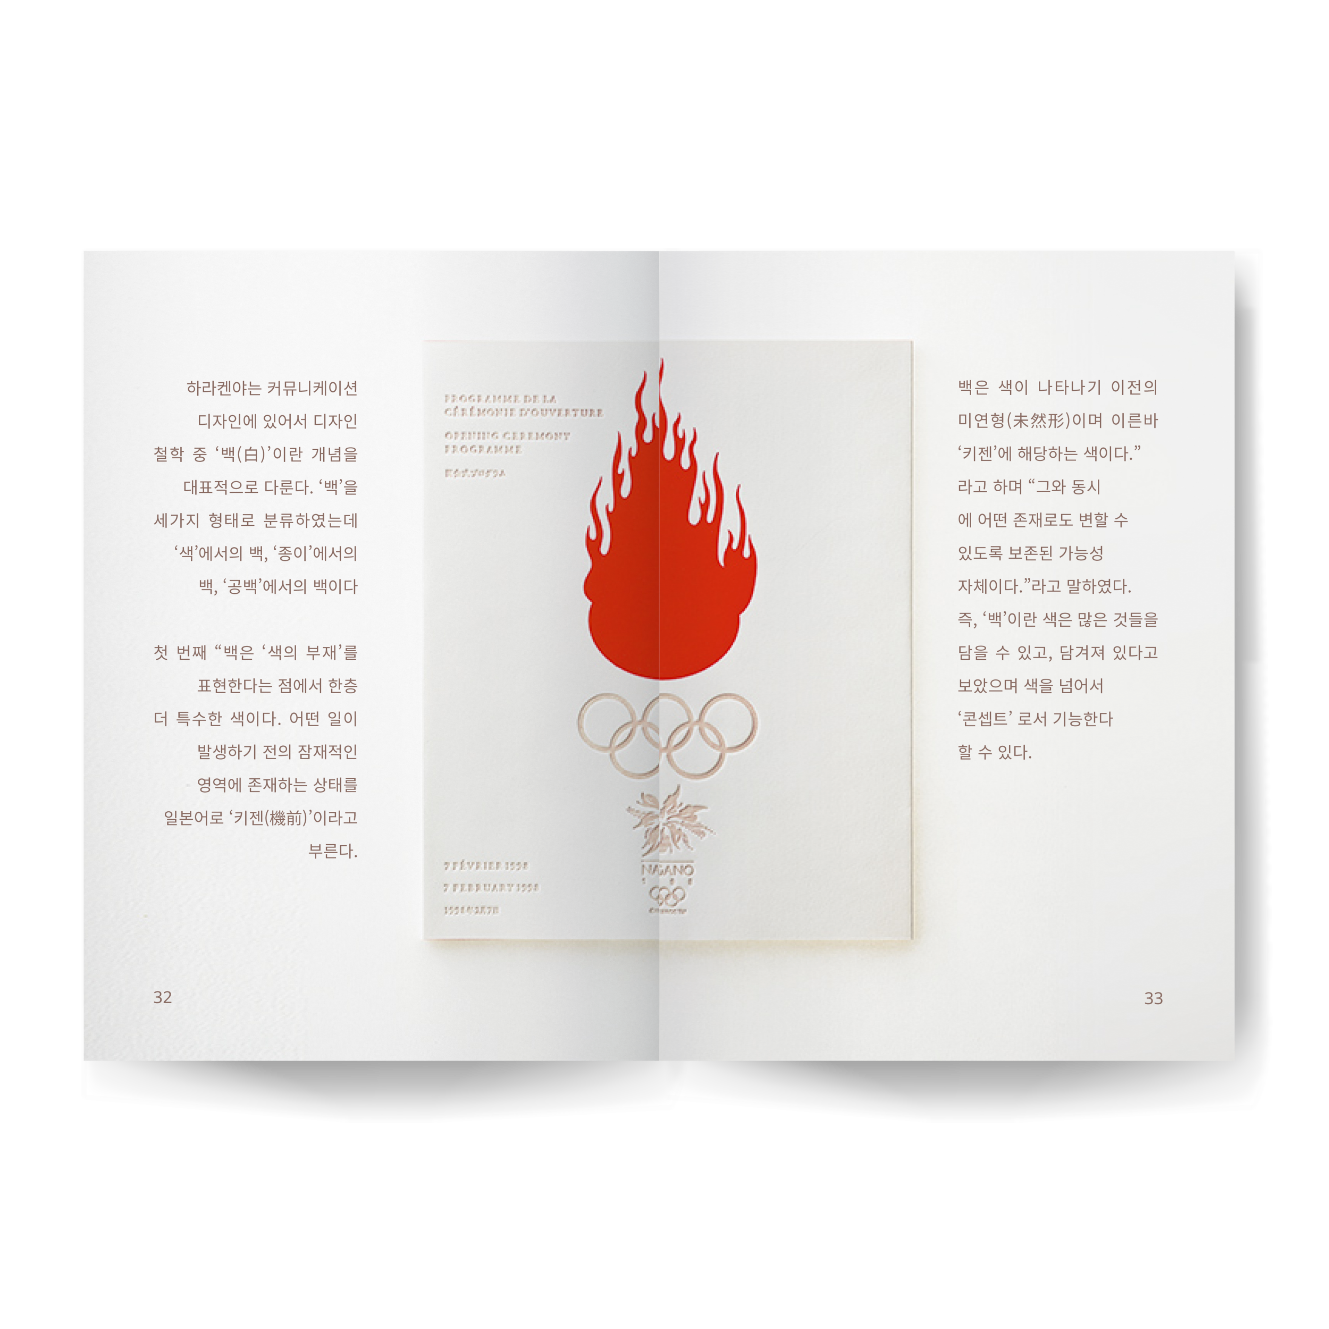 하라켄야는 커뮤니케이션
디자인에 있어서 디자인
철학 중 ‘백(白)’이란 개념을
대표적으로 다룬다. ‘백’을
세가지 형태로 분류하였는데
‘색’에서의 백, ‘종이’에서의
백, ‘공백’에서의 백이다
첫 번째 “백은 ‘색의 부재’를
표현한다는 점에서 한층
더 특수한 색이다. 어떤 일이
발생하기 전의 잠재적인
영역에 존재하는 상태를
일본어로 ‘키젠(機前)’이라고
부른다.
32
PROGRAMME DE LA
CÉRÉMONIE D'OUVERTURE
OPENING CEREMONY
PROGRAMME
7 FÉVRIER 1998
7 FEBRUARY 1998
NAGANO
백은 색이 나타나기 이전의
미연형(未然形)이며 이른바
‘키젠’에 해당하는 색이다.”
라고 하며 “그와 동시
에 어떤 존재로도 변할 수
있도록 보존된 가능성
자체이다.”라고 말하였다.
즉, ‘백’이란 색은 많은 것들을
담을 수 있고, 담겨져 있다고
보았으며 색을 넘어서
‘콘셉트’ 로서 기능한다
할 수 있다.
33